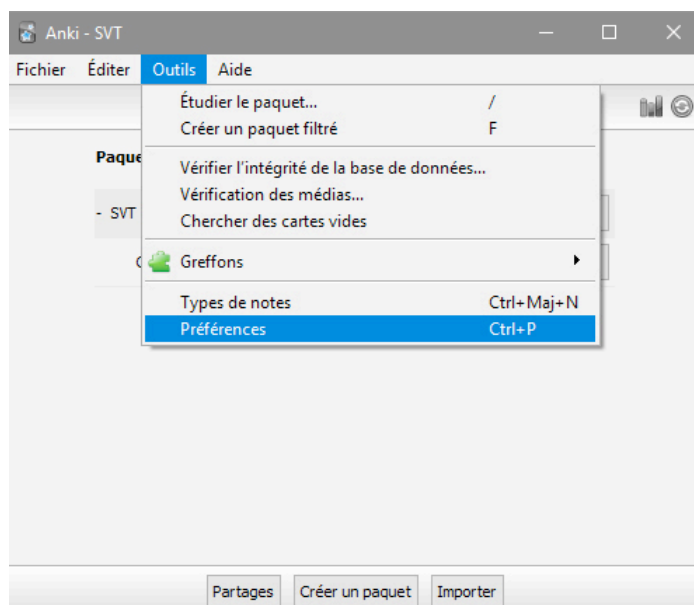 Anki - SVT
Fichier Éditer Outils Aide
Étudier le paquet... /
Créer un paquet filtré F
Vérifier l'intégrité de la base de données...
Vérification des médias...
Chercher des cartes vides
Greffons
Types de notes Ctrl+Maj+N
Préférences Ctrl+P
- SVT
Partages Créer un paquet Importer